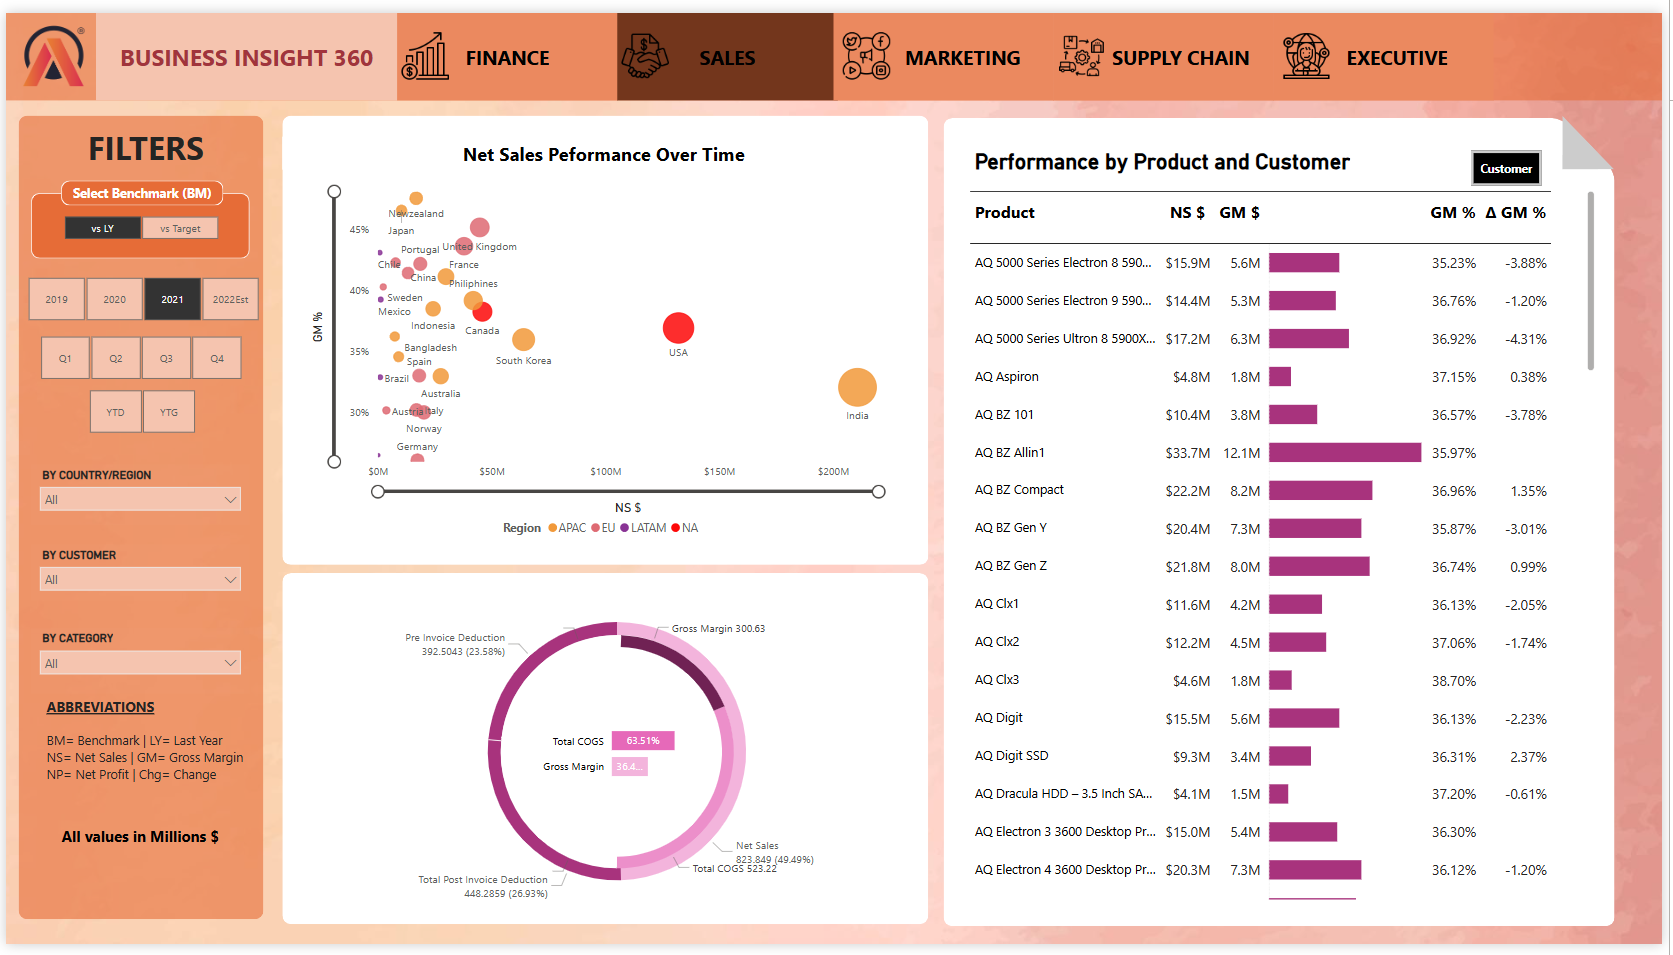 BUSINESS INSIGHT 360
FINANCE
SALES
MARKETING
SUPPLY CHAIN
EXECUTIVE
FILTERS
Select Benchmark (BM)
vs LY
vs Target
2019
2020
2021
2022Est
Q1
Q2
Q3
Q4
YTD
YTG
BY COUNTRY/REGION
All
BY CUSTOMER
All
BY CATEGORY
All
ABBREVIATIONS
BM= Benchmark | LY= Last Year
NS= Net Sales | GM= Gross Margin
NP= Net Profit | Chg= Change
All values in Millions $
Net Sales Peformance Over Time
GM %
45%
40%
35%
30%
Newzealand
Japan
Portugal
United Kingdom
Chile
China
France
Philiphines
Sweden
Mexico
Indonesia
Canada
Bangladesh
Spain
South Korea
USA
Brazil
Australia
India
Austria
Italy
Norway
Germany
$0M
$50M
$100M
$150M
$200M
NS $
Region
APAC
EU
LATAM
NA
Pre Invoice Deduction
392.5043 (23.58%)
Gross Margin 300.63
Total COGS
63.51%
Gross Margin
36.4...
Net Sales
823.849 (49.49%)
Total COGS 523.22
Total Post Invoice Deduction
448.2859 (26.93%)
Performance by Product and Customer
Customer
Product NS $ GM $ GM % Δ GM %
AQ 5000 Series Electron 8 590... $15.9M 5.6M 35.23% -3.88%
AQ 5000 Series Electron 9 590... $14.4M 5.3M 36.76% -1.20%
AQ 5000 Series Ultron 8 5900X... $17.2M 6.3M 36.92% -4.31%
AQ Aspiron $4.8M 1.8M 37.15% 0.38%
AQ BZ 101 $10.4M 3.8M 36.57% -3.78%
AQ BZ Allin1 $33.7M 12.1M 35.97%
AQ BZ Compact $22.2M 8.2M 36.96% 1.35%
AQ BZ Gen Y $20.4M 7.3M 35.87% -3.01%
AQ BZ Gen Z $21.8M 8.0M 36.74% 0.99%
AQ Clx1 $11.6M 4.2M 36.13% -2.05%
AQ Clx2 $12.2M 4.5M 37.06% -1.74%
AQ Clx3 $4.6M 1.8M 38.70%
AQ Digit $15.5M 5.6M 36.13% -2.23%
AQ Digit SSD $9.3M 3.4M 36.31% 2.37%
AQ Dracula HDD – 3.5 Inch SA... $4.1M 1.5M 37.20% -0.61%
AQ Electron 3 3600 Desktop Pr... $15.0M 5.4M 36.30%
AQ Electron 4 3600 Desktop Pr... $20.3M 7.3M 36.12% -1.20%